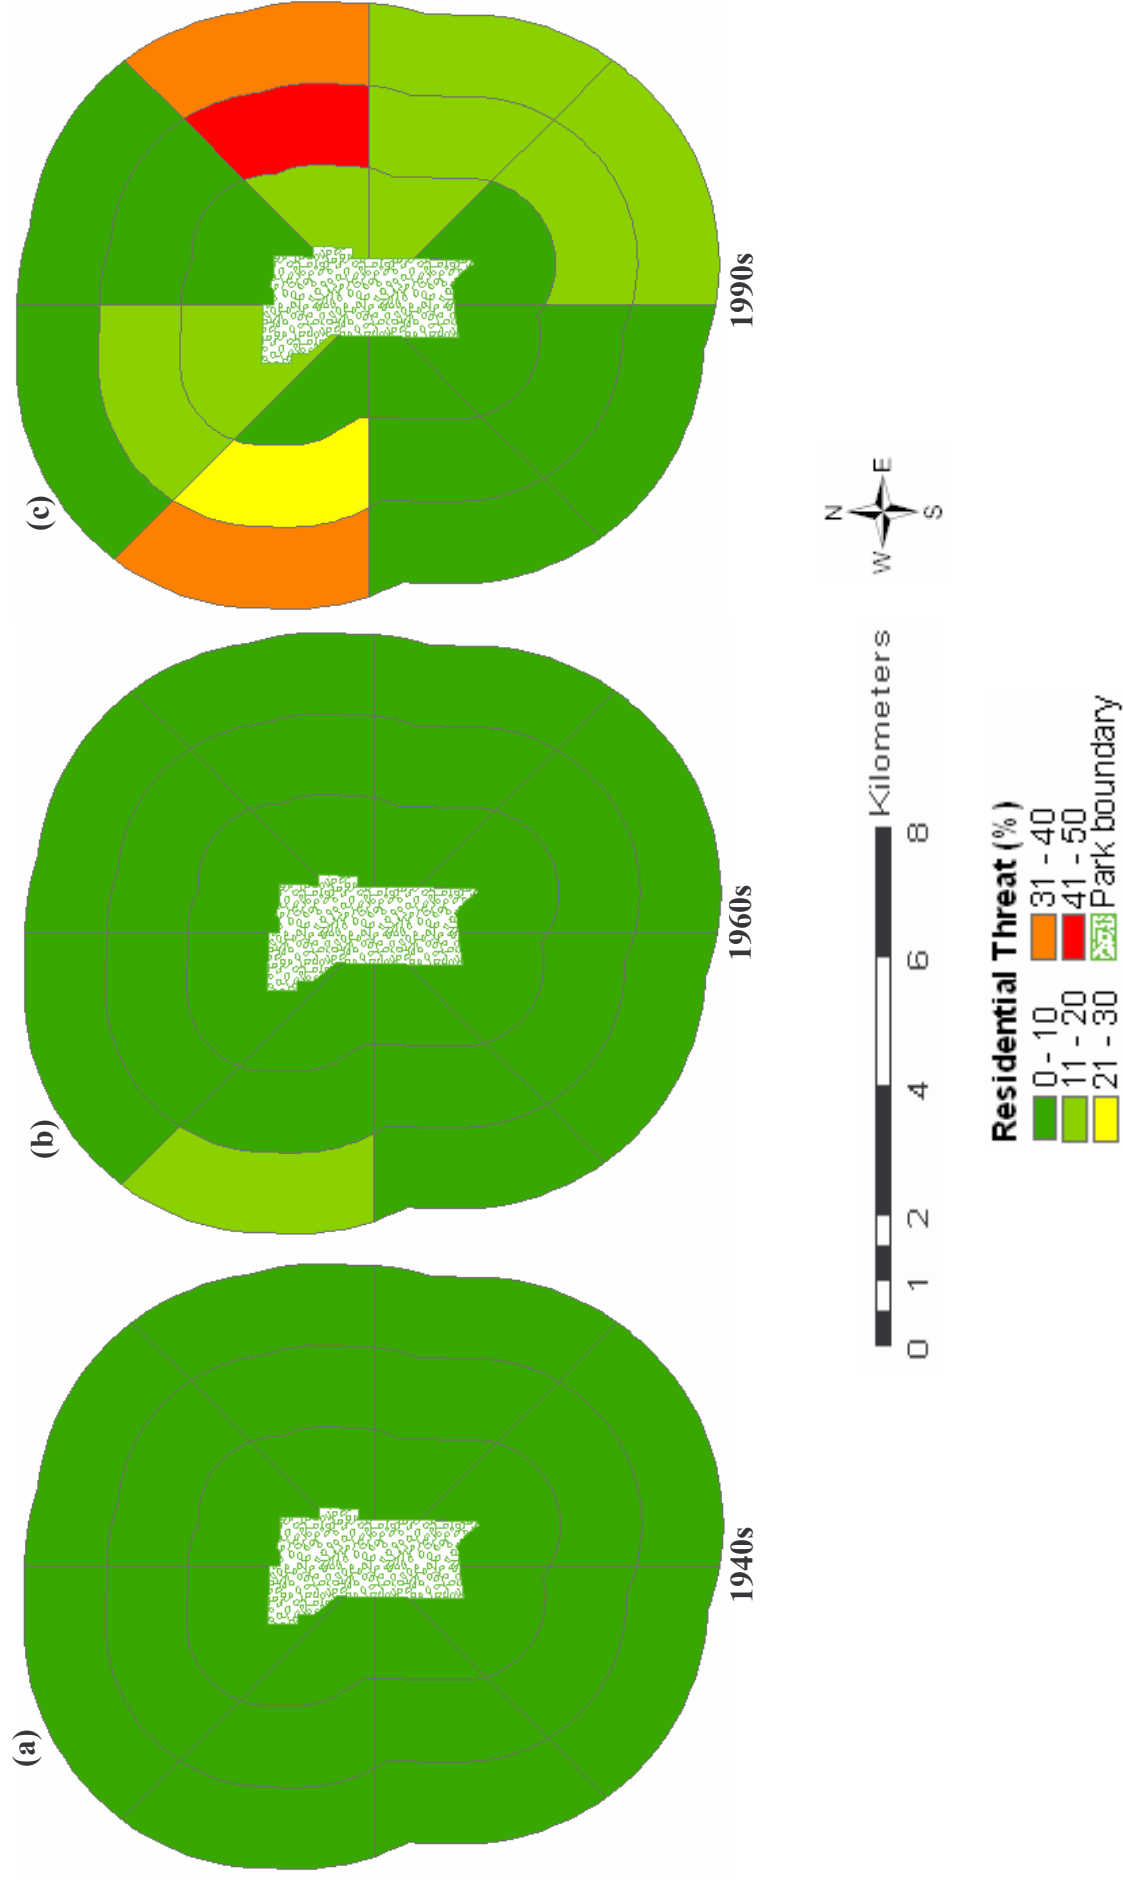 (a)
(b)
(c)
1940s
1960s
1990s
N
W
E
S
0 1 2 4 6 8 Kilometers
Residential Threat (%)
0 - 10
31 - 40
11 - 20
41 - 50
21 - 30
Park boundary